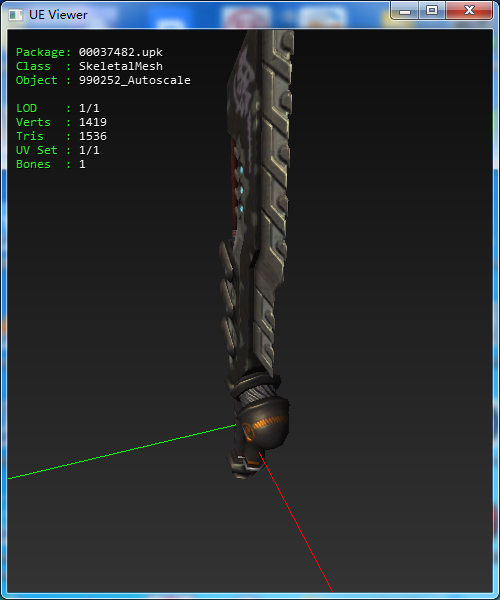 UE Viewer
Package: 00037482.upk
Class : SkeletalMesh
Object : 990252_Autoscale
LOD : 1/1
Verts : 1419
Tris : 1536
UV Set : 1/1
Bones : 1